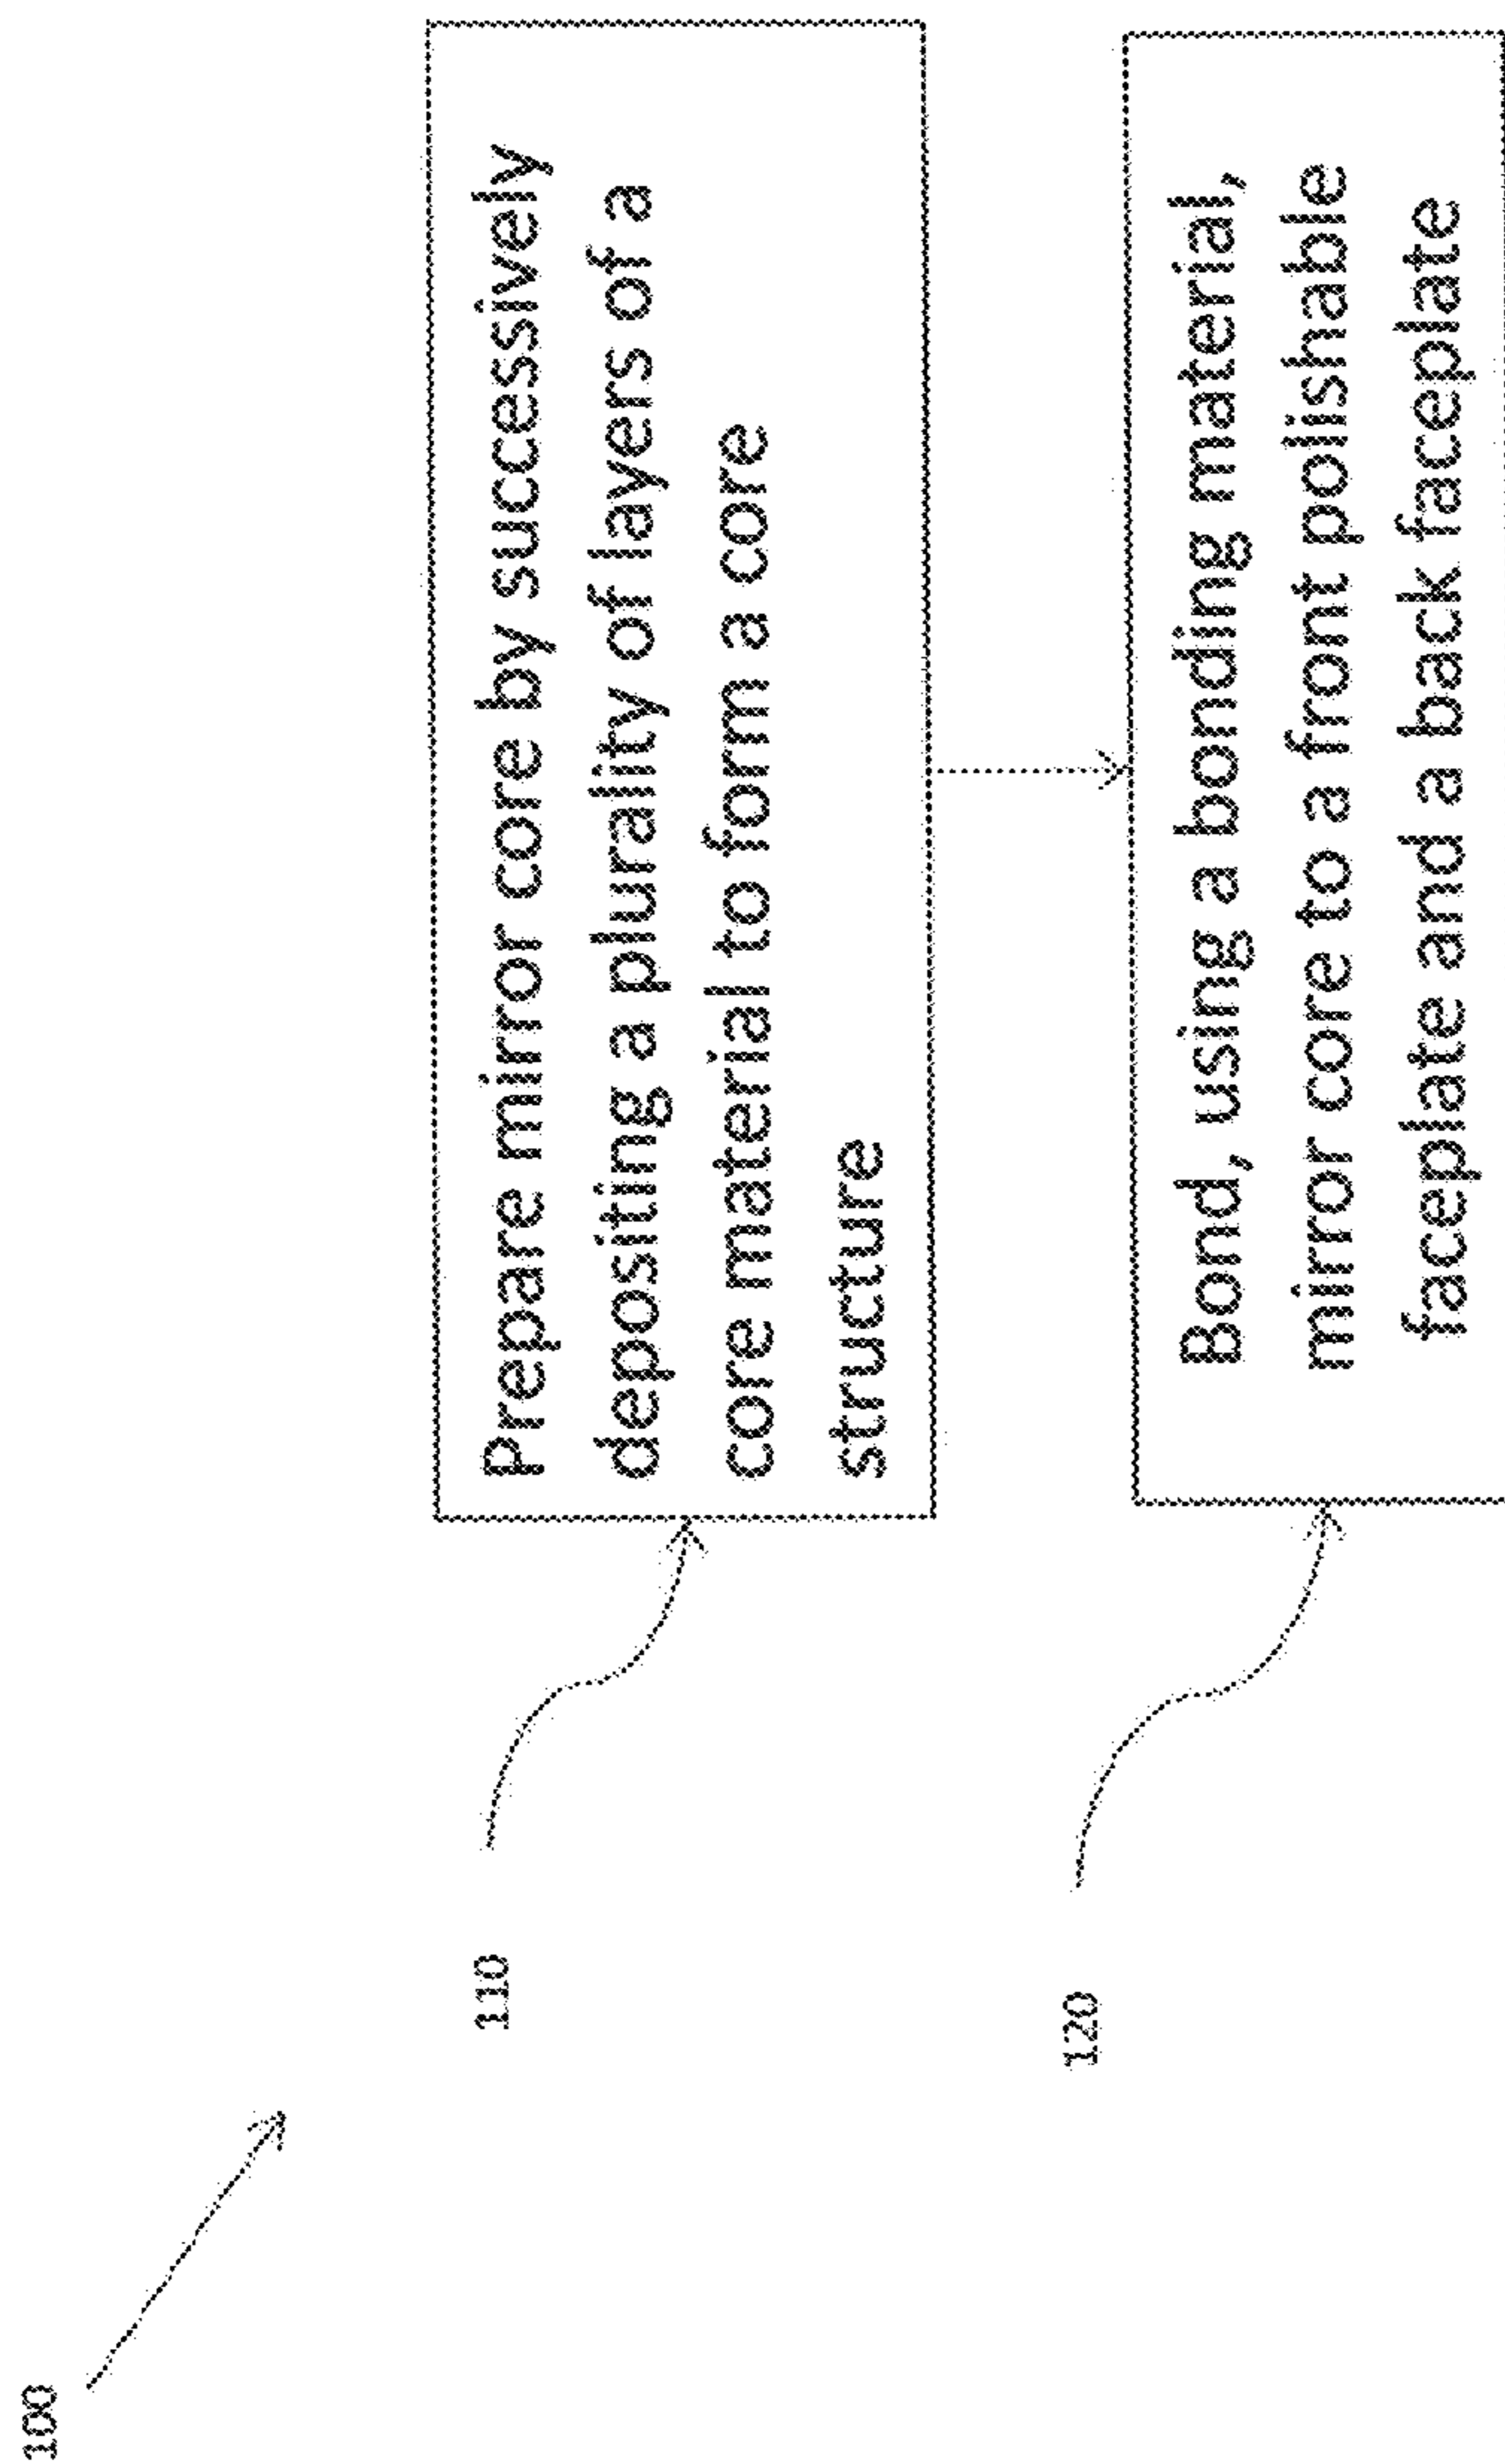 100
110
Prepare mirror core by successively
depositing a plurality of layers of a
core material to form a core
structure
120
Bond, using a bonding material,
mirror core to a front polishable
faceplate and a back faceplate